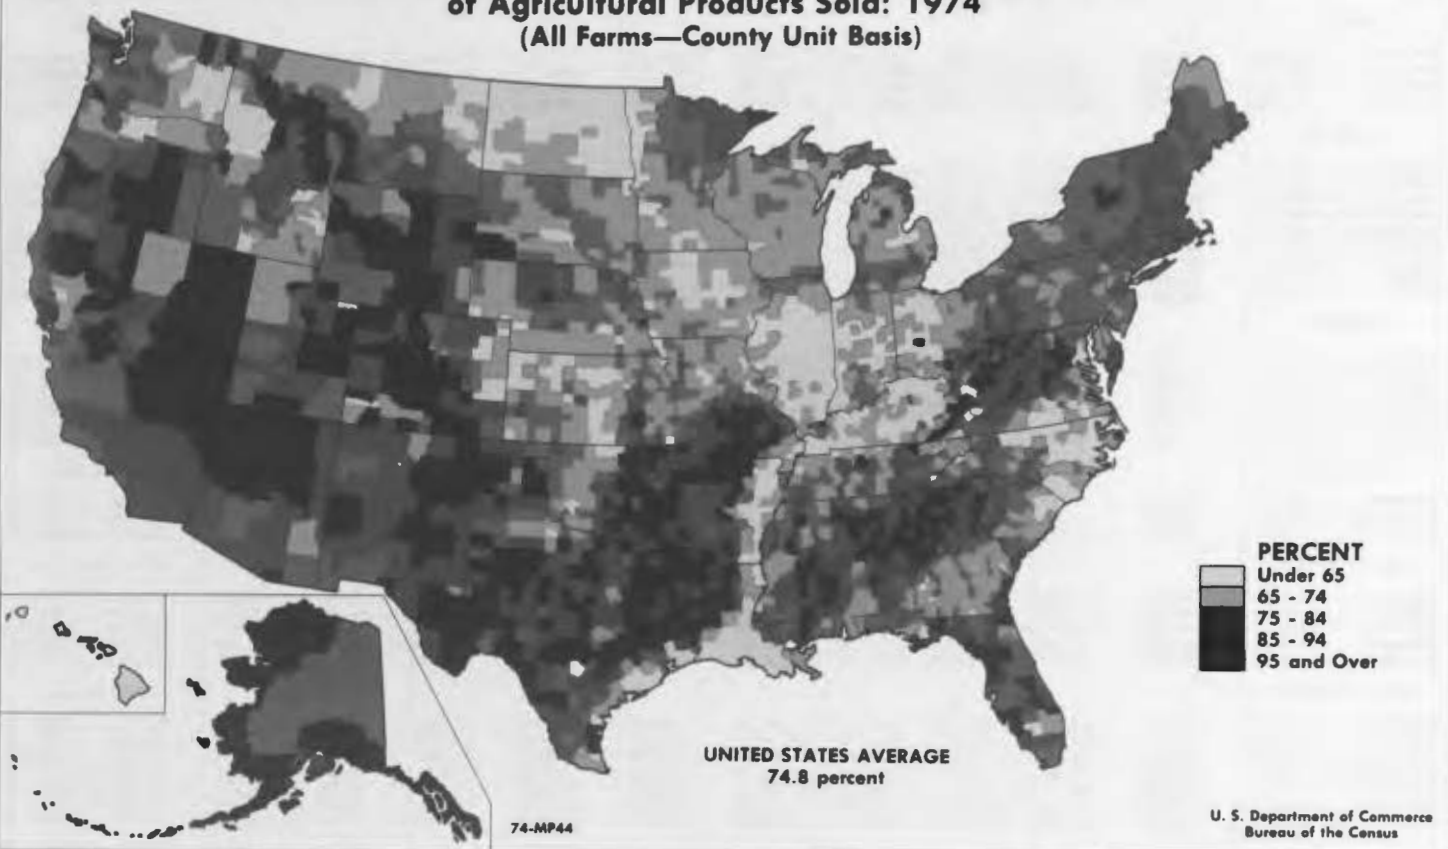 of Agricultural Products Sold: 1974
(All Farms—County Unit Basis)
PERCENT
Under 65
65 - 74
75 - 84
85 - 94
95 and Over
UNITED STATES AVERAGE
74.8 percent
74-MP44
U. S. Department of Commerce
Bureau of the Census